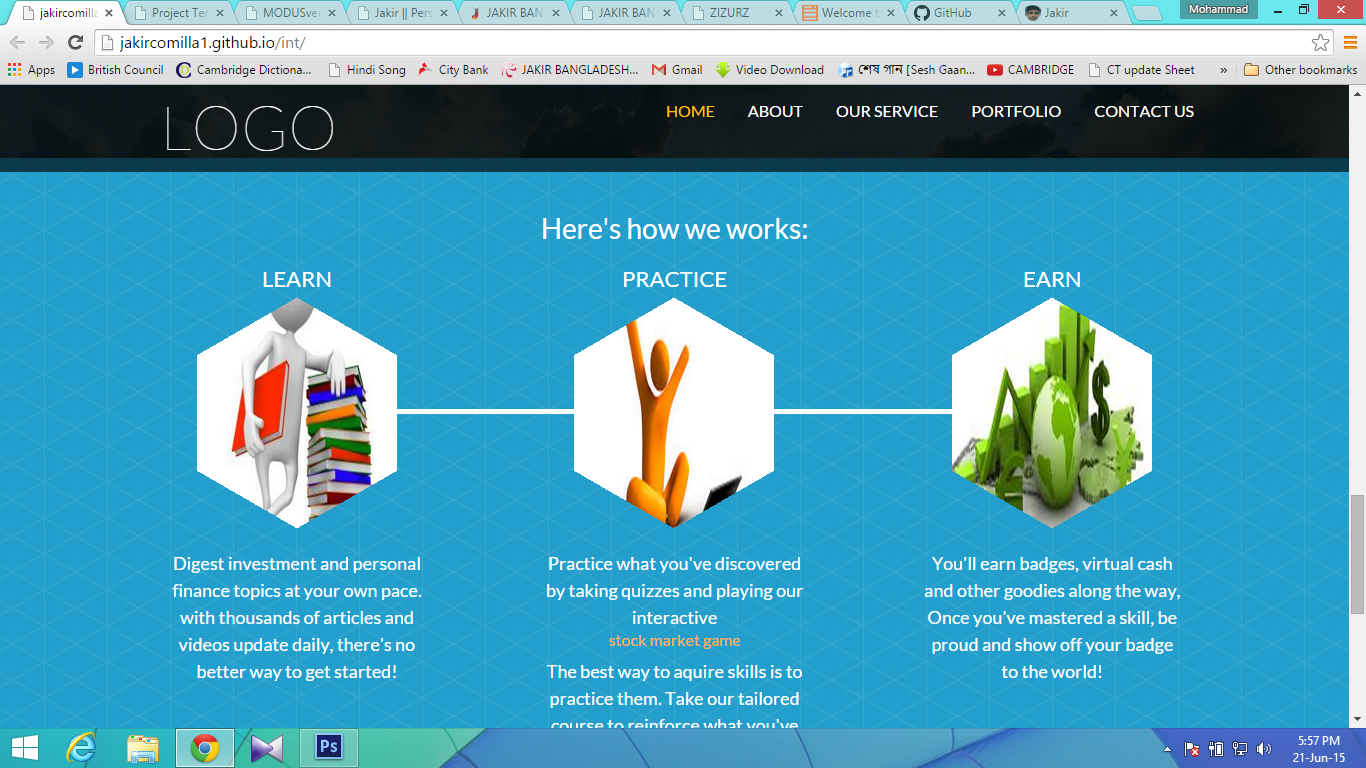 jakircomilla
Project Ter
MODUSver
Jakir || Pers
JAKIR BAN
JAKIR BAN
ZIZURZ
Welcome t
GitHub
Jakir
Mohammad
jakircomilla1.github.io/int/
Apps
British Council
Cambridge Dictiona...
Hindi Song
City Bank
JAKIR BANGLADESH...
Gmail
Video Download
শেষ গান [Sesh Gaan...
CAMBRIDGE
CT update Sheet
»
Other bookmarks
LOGO
HOME
ABOUT
OUR SERVICE
PORTFOLIO
CONTACT US
Here's how we works:
LEARN
PRACTICE
EARN
Digest investment and personal
finance topics at your own pace.
with thousands of articles and
videos update daily, there's no
better way to get started!
Practice what you've discovered
by taking quizzes and playing our
interactive
stock market game
The best way to aquire skills is to
practice them. Take our tailored
course to reinforce what you've
You'll earn badges, virtual cash
and other goodies along the way,
Once you've mastered a skill, be
proud and show off your badge
to the world!
Ps
5:57 PM
21-Jun-15